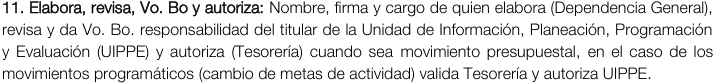 11. Elabora, revisa, Vo. Bo y autoriza: Nombre, firma y cargo de quien elabora (Dependencia General),
revisa y da Vo. Bo. responsabilidad del titular de la Unidad de Información, Planeación, Programación
y Evaluación (UIPPE) y autoriza (Tesorería) cuando sea movimiento presupuestal, en el caso de los
movimientos programáticos (cambio de metas de actividad) valida Tesorería y autoriza UIPPE.